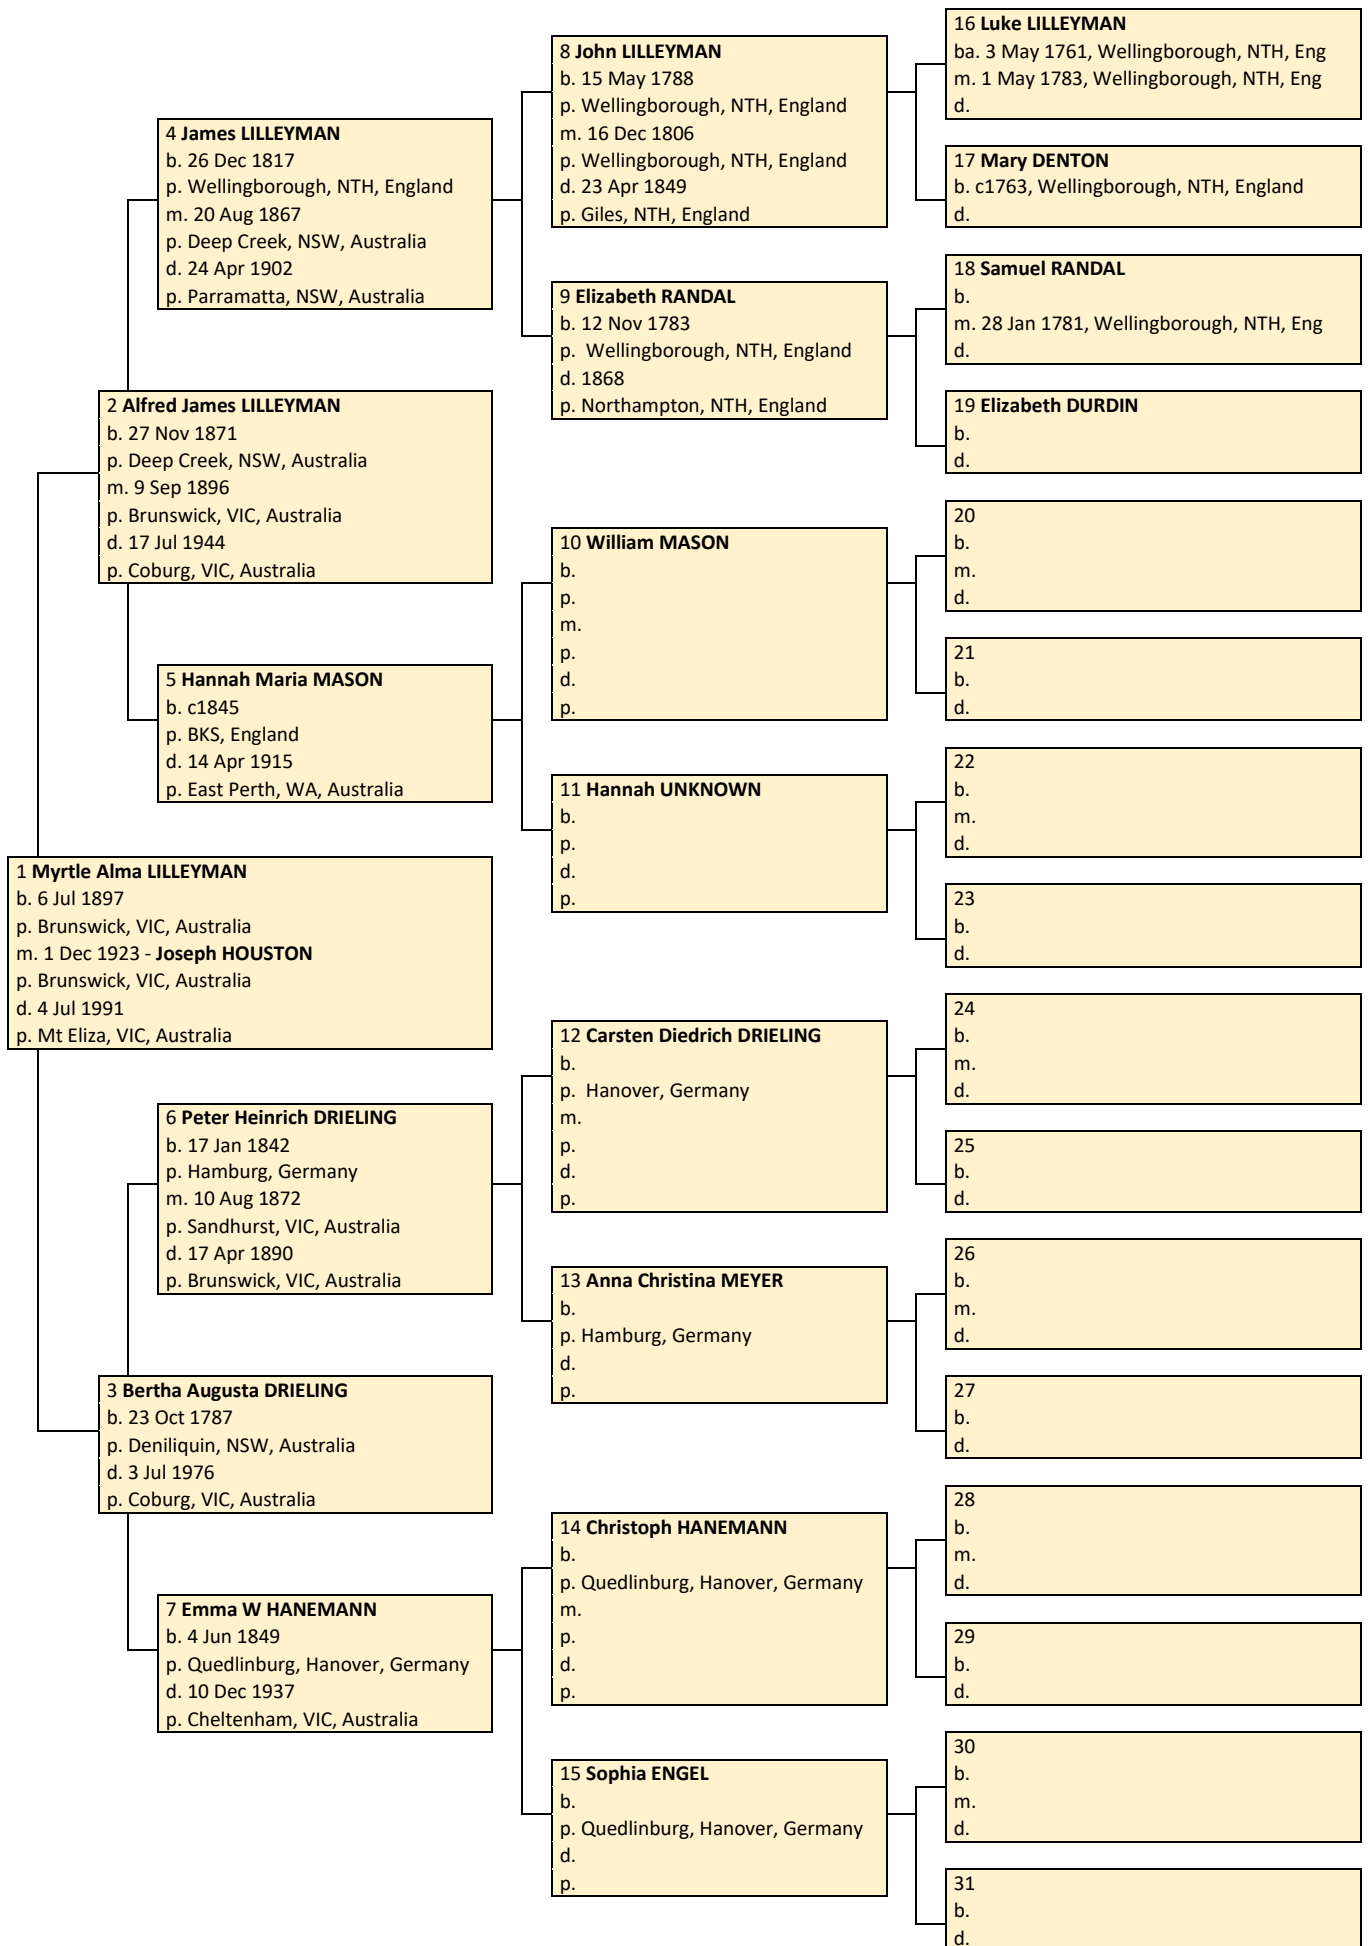 16 Luke LILLEYMAN
ba. 3 May 1761, Wellingborough, NTH, Eng
m. 1 May 1783, Wellingborough, NTH, Eng
d.
8 John LILLEYMAN
b. 15 May 1788
p. Wellingborough, NTH, England
m. 16 Dec 1806
p. Wellingborough, NTH, England
d. 23 Apr 1849
p. Giles, NTH, England
4 James LILLEYMAN
b. 26 Dec 1817
p. Wellingborough, NTH, England
m. 20 Aug 1867
p. Deep Creek, NSW, Australia
d. 24 Apr 1902
p. Parramatta, NSW, Australia
17 Mary DENTON
b. c1763, Wellingborough, NTH, England
d.
18 Samuel RANDAL
b.
m. 28 Jan 1781, Wellingborough, NTH, Eng
d.
9 Elizabeth RANDAL
b. 12 Nov 1783
p. Wellingborough, NTH, England
d. 1868
p. Northampton, NTH, England
19 Elizabeth DURDIN
b.
d.
2 Alfred James LILLEYMAN
b. 27 Nov 1871
p. Deep Creek, NSW, Australia
m. 9 Sep 1896
p. Brunswick, VIC, Australia
d. 17 Jul 1944
p. Coburg, VIC, Australia
20
b.
m.
d.
10 William MASON
b.
p.
m.
p.
d.
p.
21
b.
d.
5 Hannah Maria MASON
b. c1845
p. BKS, England
d. 14 Apr 1915
p. East Perth, WA, Australia
22
b.
m.
d.
11 Hannah UNKNOWN
b.
p.
d.
p.
23
b.
d.
1 Myrtle Alma LILLEYMAN
b. 6 Jul 1897
p. Brunswick, VIC, Australia
m. 1 Dec 1923 - Joseph HOUSTON
p. Brunswick, VIC, Australia
d. 4 Jul 1991
p. Mt Eliza, VIC, Australia
24
b.
m.
d.
12 Carsten Diedrich DRIELING
b.
p. Hanover, Germany
m.
p.
d.
p.
25
b.
d.
6 Peter Heinrich DRIELING
b. 17 Jan 1842
p. Hamburg, Germany
m. 10 Aug 1872
p. Sandhurst, VIC, Australia
d. 17 Apr 1890
p. Brunswick, VIC, Australia
26
b.
m.
d.
13 Anna Christina MEYER
b.
p. Hamburg, Germany
d.
p.
27
b.
d.
3 Bertha Augusta DRIELING
b. 23 Oct 1787
p. Deniliquin, NSW, Australia
d. 3 Jul 1976
p. Coburg, VIC, Australia
28
b.
m.
d.
14 Christoph HANEMANN
b.
p. Quedlinburg, Hanover, Germany
m.
p.
d.
p.
29
b.
d.
7 Emma W HANEMANN
b. 4 Jun 1849
p. Quedlinburg, Hanover, Germany
d. 10 Dec 1937
p. Cheltenham, VIC, Australia
30
b.
m.
d.
15 Sophia ENGEL
b.
p. Quedlinburg, Hanover, Germany
d.
p.
31
b.
d.